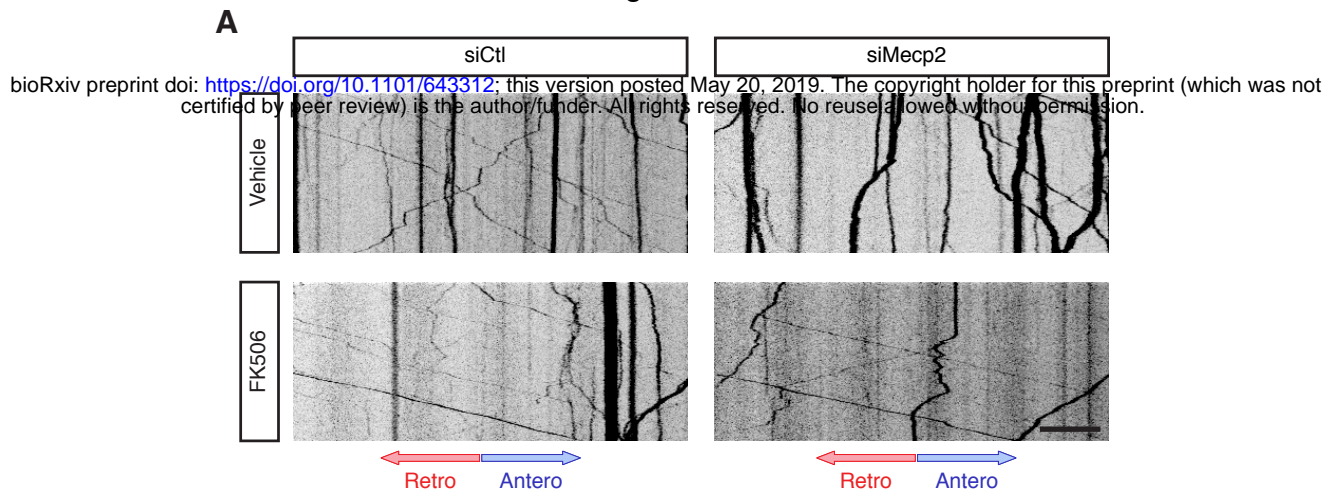 A
siCtl
siMecp2
bioRxiv preprint doi: https://doi.org/10.1101/643312; this version posted May 20, 2019. The copyright holder for this preprint (which was not
certified by peer review) is the author/funder. All rights reserved. No reuse allowed without permission.
Vehicle
FK506
Retro
Antero
Retro
Antero